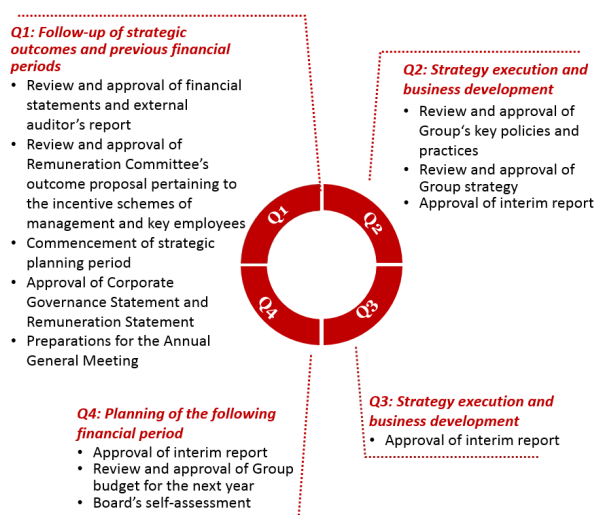 Q1: Follow-up of strategic
outcomes and previous financial
periods
• Review and approval of financial
statements and external
auditor's report
• Review and approval of
Remuneration Committee's
outcome proposal pertaining to
the incentive schemes of
management and key employees
• Commencement of strategic
planning period
• Approval of Corporate
Governance Statement and
Remuneration Statement
• Preparations for the Annual
General Meeting
Q2: Strategy execution and
business development
• Review and approval of
Group‘s key policies and
practices
• Review and approval of
Group strategy
• Approval of interim report
Q1
Q2
Q4
Q3
Q4: Planning of the following
financial period
• Approval of interim report
• Review and approval of Group
budget for the next year
• Board's self-assessment
Q3: Strategy execution and
business development
• Approval of interim report